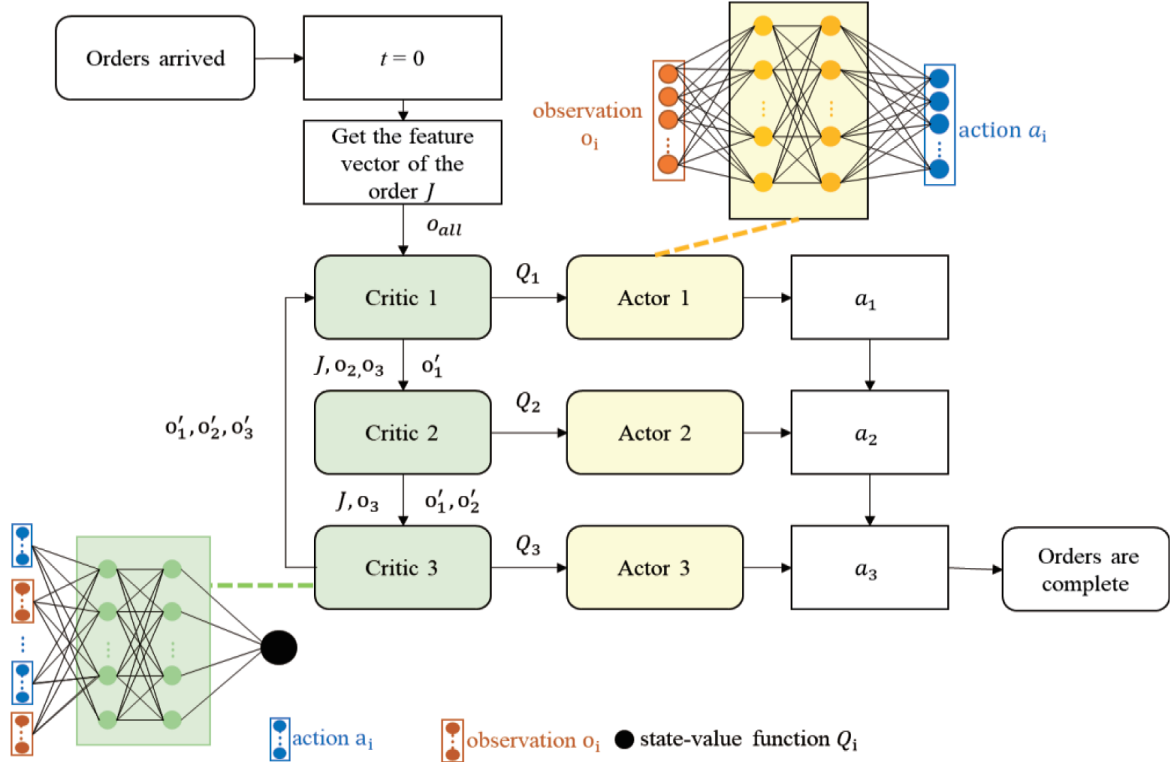 Orders arrived
t = 0
Get the feature
vector of the
order J
o_all
observation
o_i
action a_i
Critic 1
Q_1
Actor 1
a_1
J, o_2, o_3
o′_1
Critic 2
Q_2
Actor 2
a_2
o′_1, o′_2, o′_3
J, o_3
o′_1, o′_2
Critic 3
Q_3
Actor 3
a_3
Orders are
complete
action a_i
observation o_i
state-value function Q_i